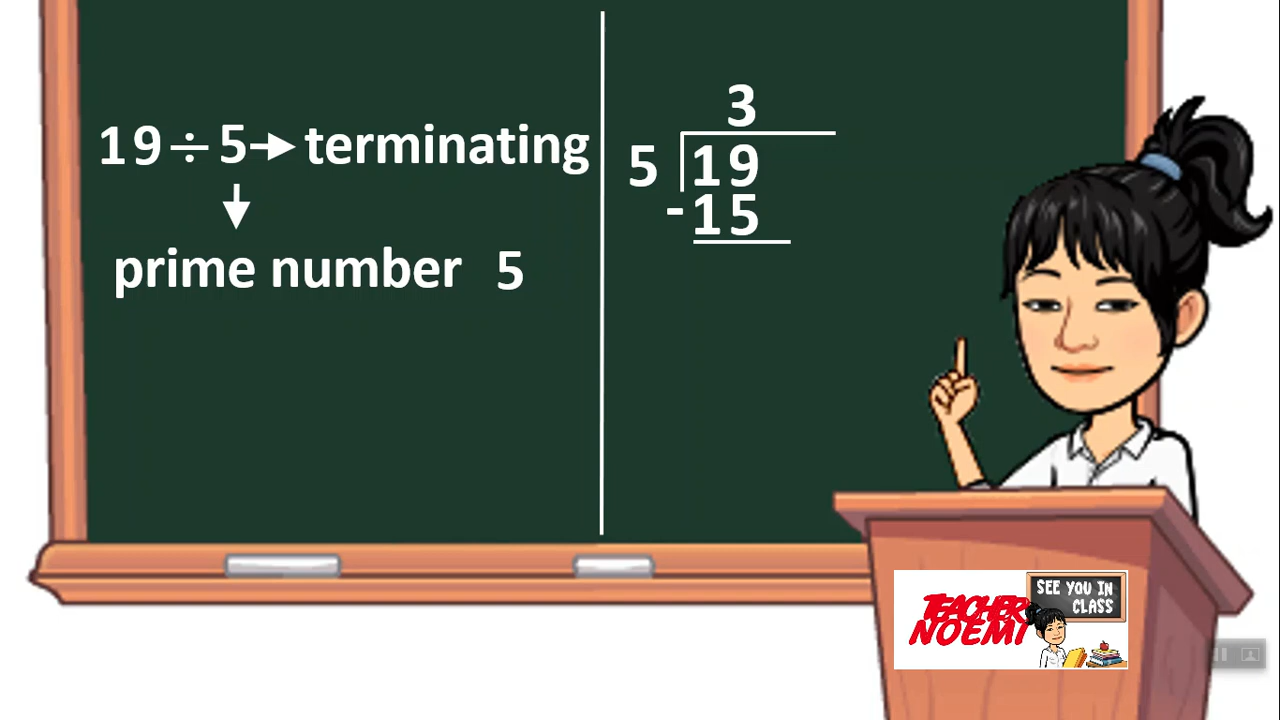 19÷5→terminating
↓
prime number 5
3
5 19
-15
SEE YOU IN
CLASS
TEACHER
NOEMI